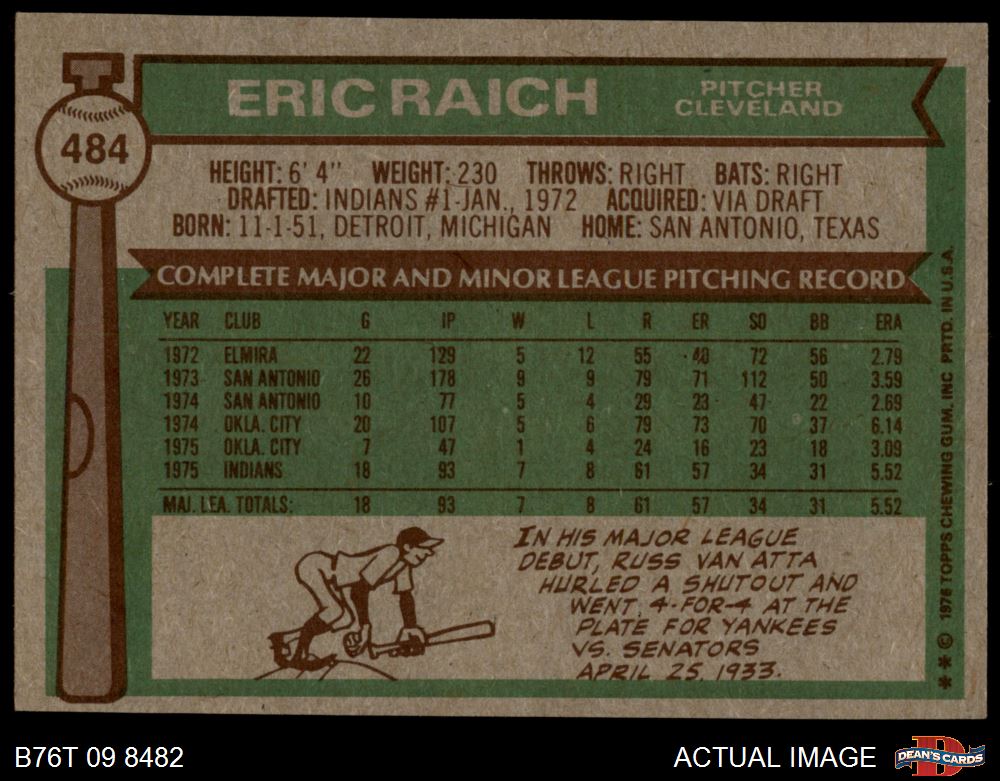 484
ERIC RAICH
PITCHER
CLEVELAND
HEIGHT: 6' 4" WEIGHT: 230 THROWS: RIGHT BATS: RIGHT
DRAFTED: INDIANS #1-JAN., 1972 ACQUIRED: VIA DRAFT
BORN: 11-1-51, DETROIT, MICHIGAN HOME: SAN ANTONIO, TEXAS
COMPLETE MAJOR AND MINOR LEAGUE PITCHING RECORD
YEAR CLUB G IP W L R ER SO BB ERA
1972 ELMIRA 22 129 5 12 55 40 72 56 2.79
1973 SAN ANTONIO 26 178 9 9 79 71 112 50 3.59
1974 SAN ANTONIO 10 77 5 4 29 23 47 22 2.69
1974 OKLA. CITY 20 107 5 6 79 73 70 37 6.14
1975 OKLA. CITY 7 47 1 4 24 16 23 18 3.09
1975 INDIANS 18 93 7 8 61 57 34 31 5.52
MAJ. LEA. TOTALS: 18 93 7 8 61 57 34 31 5.52
IN HIS MAJOR LEAGUE
DEBUT, RUSS VAN ATTA
HURLED A SHUTOUT AND
WENT 4-FOR-4 AT THE
PLATE FOR YANKEES
VS. SENATORS
APRIL 25, 1933.
** © 1976 TOPPS CHEWING GUM, INC PRTD. IN U.S.A.
B76T 09 8482
ACTUAL IMAGE
D
DEAN'S CARDS